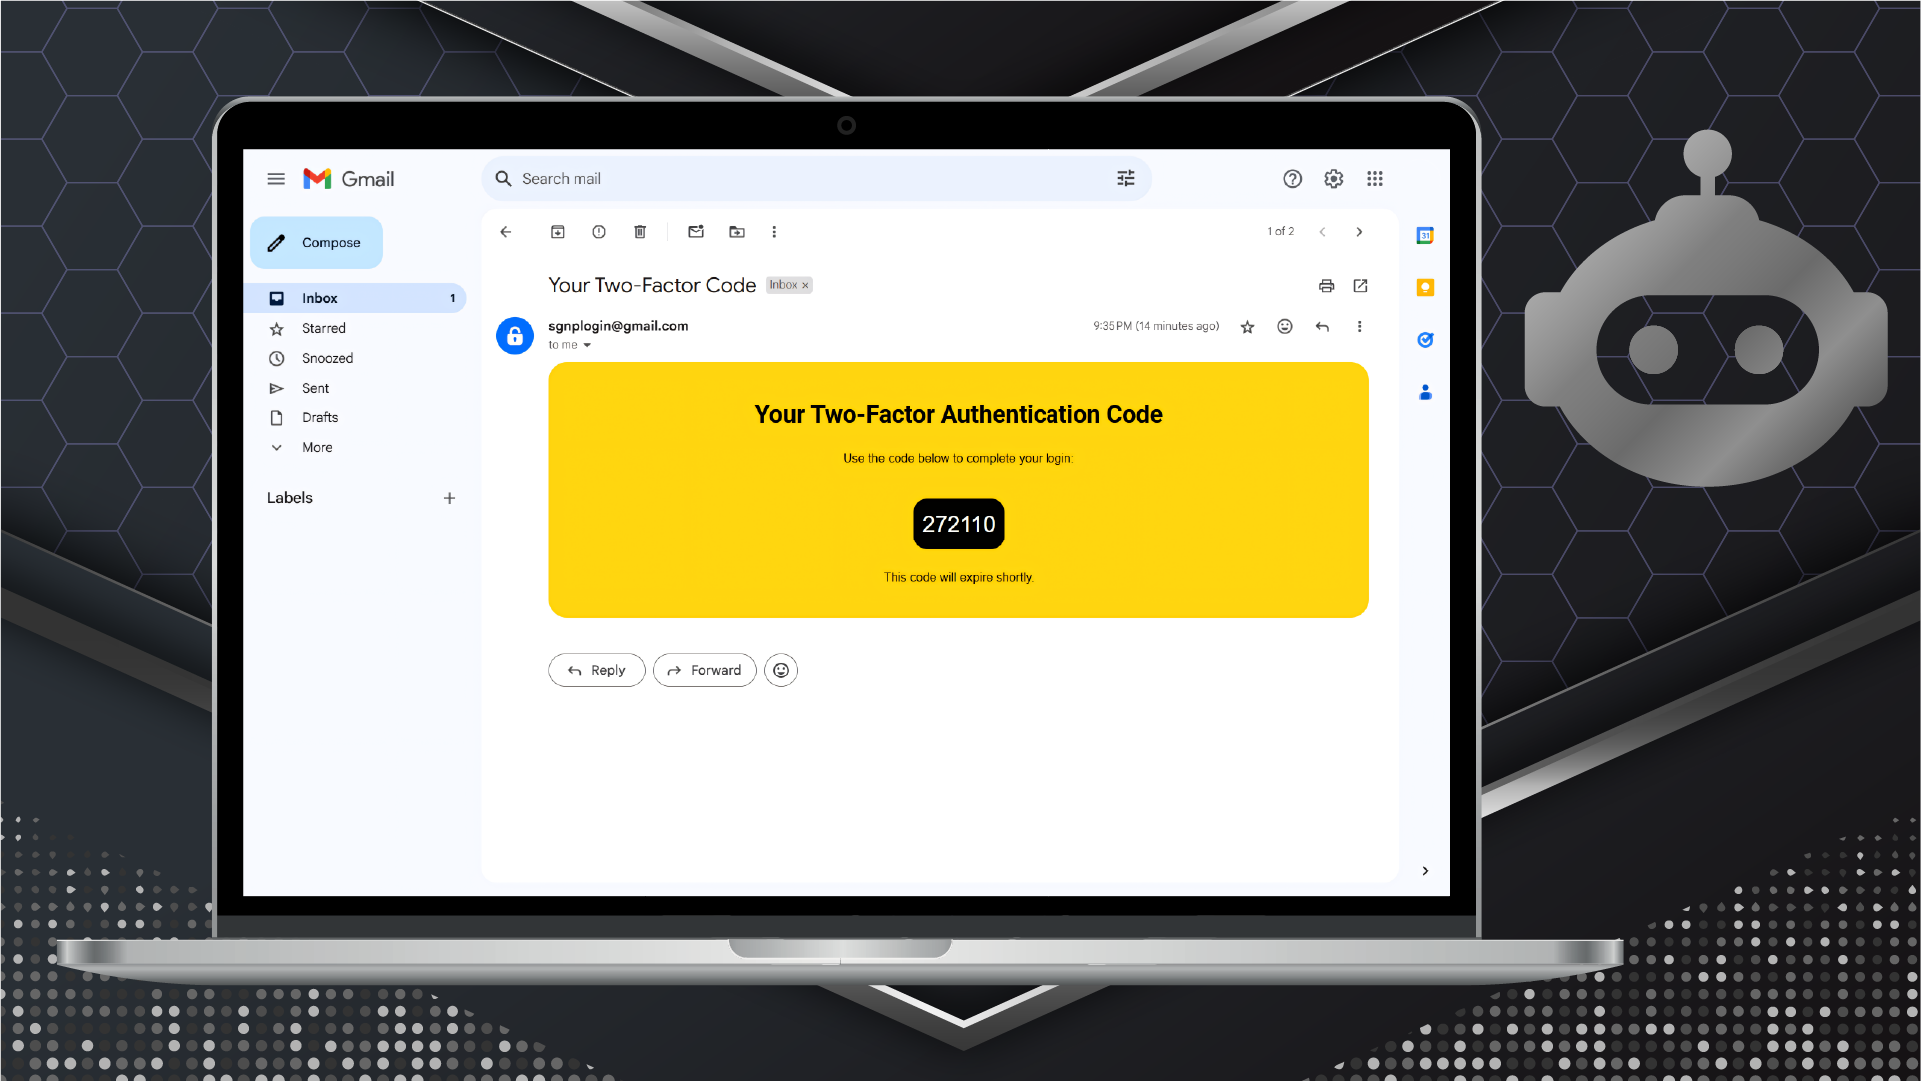 Gmail
Search mail
Compose
1 of 2
Your Two-Factor Code
Inbox ×
Inbox 1
Starred
Snoozed
Sent
Drafts
More
Labels
sgnplogin@gmail.com
9:35 PM (14 minutes ago)
to me
Your Two-Factor Authentication Code
Use the code below to complete your login:
272110
This code will expire shortly.
Reply
Forward
31